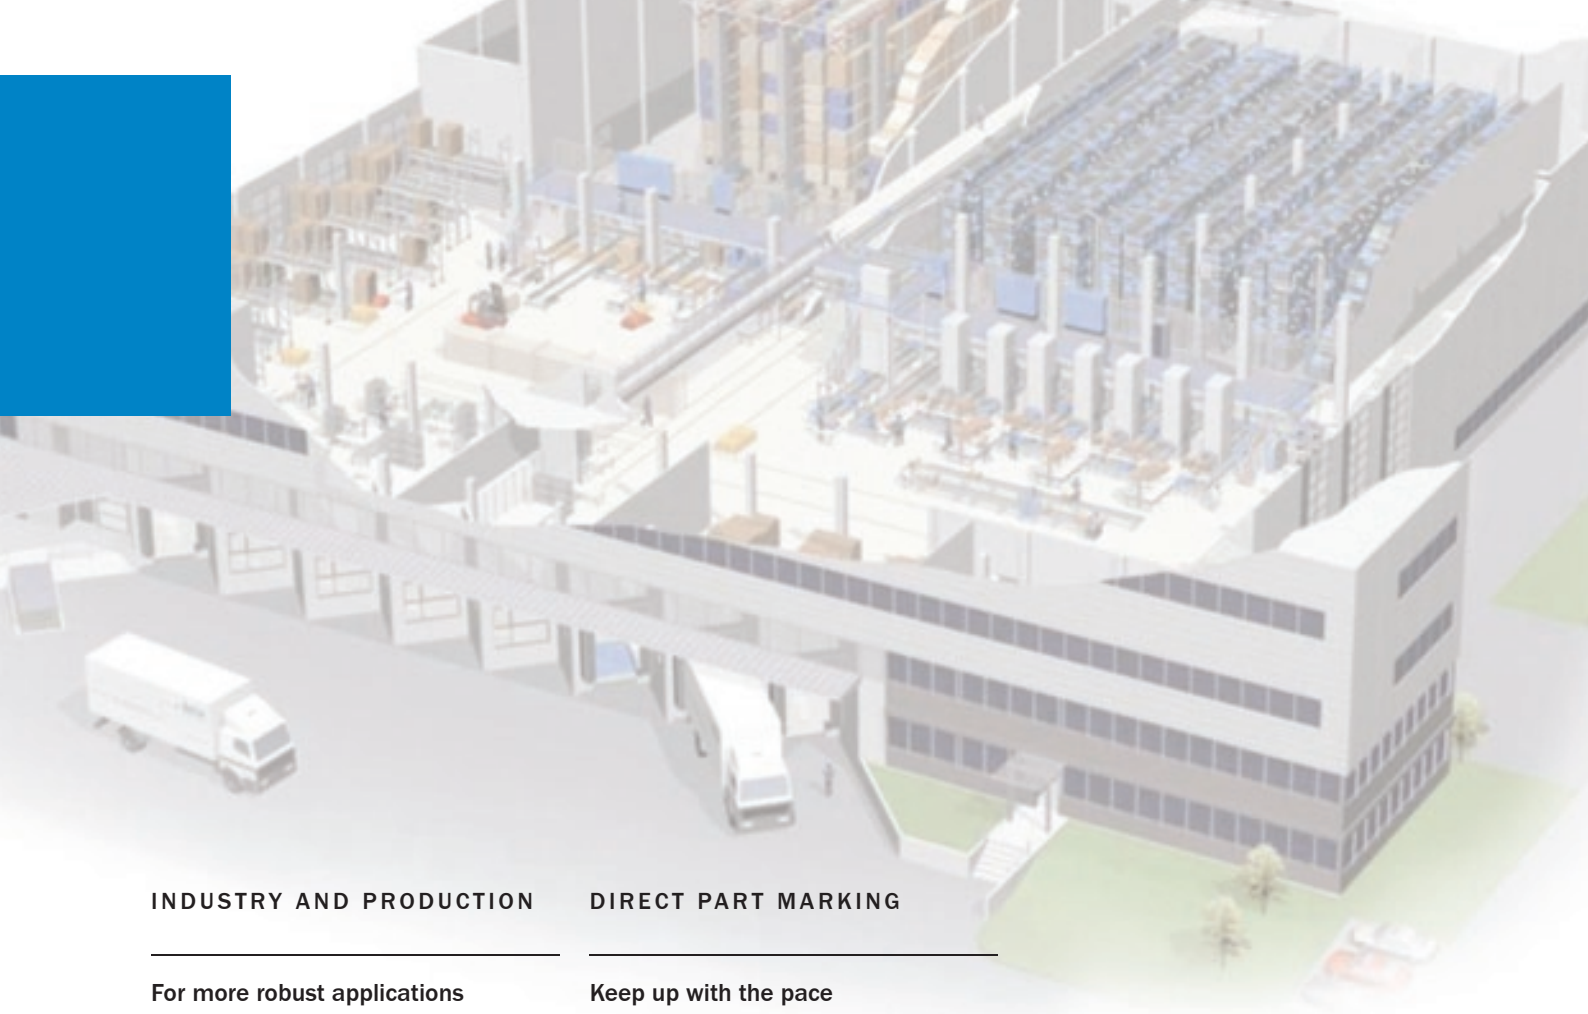 INDUSTRY AND PRODUCTION
For more robust applications
DIRECT PART MARKING
Keep up with the pace